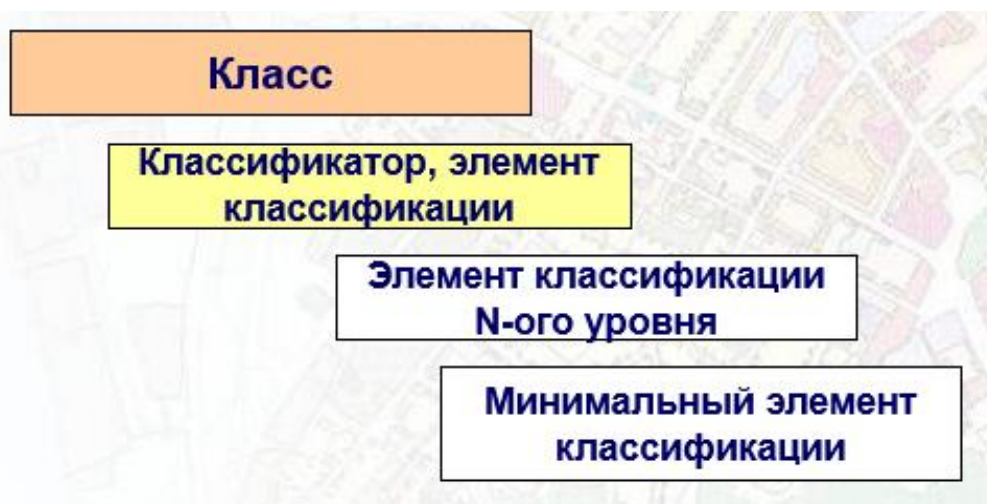 Класс
Классификатор, элемент
классификации
Элемент классификации
N-ого уровня
Минимальный элемент
классификации